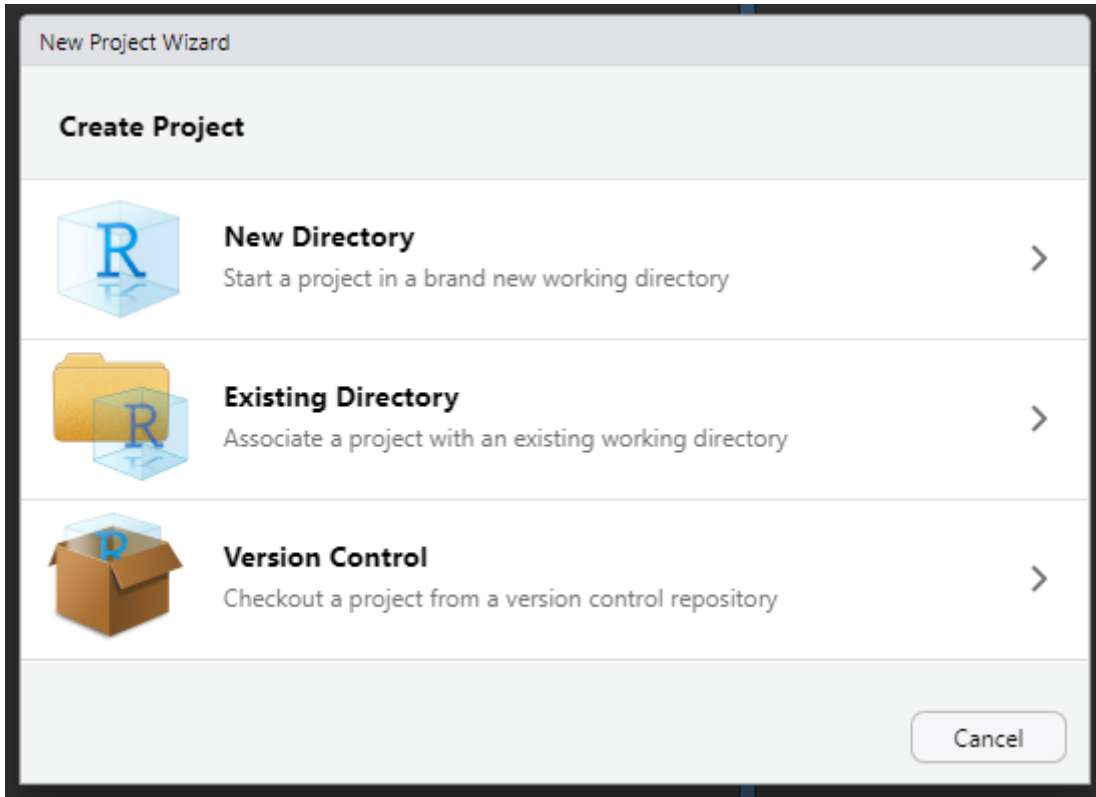 New Project Wizard
Create Project
R
New Directory
Start a project in a brand new working directory
R
Existing Directory
Associate a project with an existing working directory
R
Version Control
Checkout a project from a version control repository
Cancel